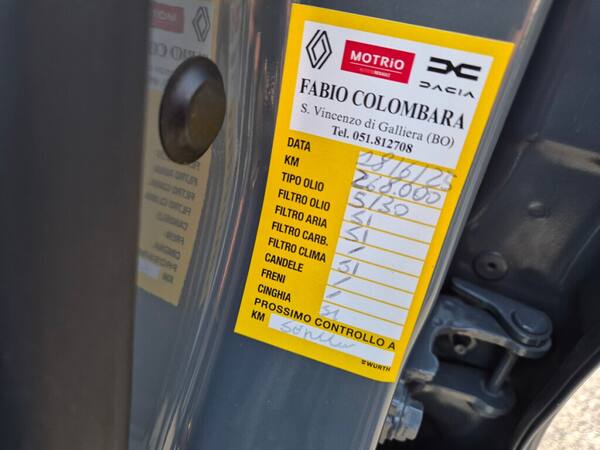 MOTRIO
DACIA
FABIO COLOMBARA
S. Vincenzo di Galliera (BO)
Tel. 051.812708
DATA 18/6/25
KM 268.000
TIPO OLIO 5/30
FILTRO OLIO SI
FILTRO ARIA SI
FILTRO CARB. /
FILTRO CLIMA SI
CANDELE /
FRENI /
CINGHIA SI
PROSSIMO CONTROLLO A
KM
WÜRTH